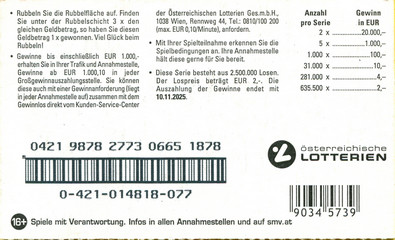 • Rubbeln Sie die Rubbelfläche auf. Finden
Sie unter der Rubbelschicht 3 x den
gleichen Geldbetrag, so haben Sie diesen
Geldbetrag 1 x gewonnen. Viel Glück beim
Rubbeln!
• Gewinne bis einschließlich EUR 1.000,-
erhalten Sie in Ihrer Trafik und Annahmestelle,
Gewinne ab EUR 1.000,10 in jeder
Großgewinnauszahlungsstelle. Sie können
diese auch mit einer Gewinnanforderung (liegt
in jeder Annahmestelle auf) zusammen mit dem
Gewinnlos direkt vom Kunden-Service-Center
der Österreichischen Lotterien Ges.m.b.H.,
1038 Wien, Rennweg 44, Tel.: 0810/100 200
(max. EUR 0,10/Minute), anfordern.
• Mit Ihrer Spielteilnahme erkennen Sie die
Spielbedingungen an. Ihre Annahmestelle
hält diese gerne für Sie bereit.
• Diese Serie besteht aus 2.500.000 Losen.
Der Lospreis beträgt EUR 2,-. Die
Auszahlung der Gewinne endet mit
10.11.2025.
Anzahl Gewinn
pro Serie in EUR
2 x 20.000,-
5 x 1.000,-
1.000 x 100,-
31.000 x 10,-
281.000 x 4,-
635.500 x 2,-
0421 9878 2773 0665 1878
0-421-014818-077
österreichische
LOTTERIEN
9034 5739
16+ Spiele mit Verantwortung. Infos in allen Annahmestellen und auf smv.at